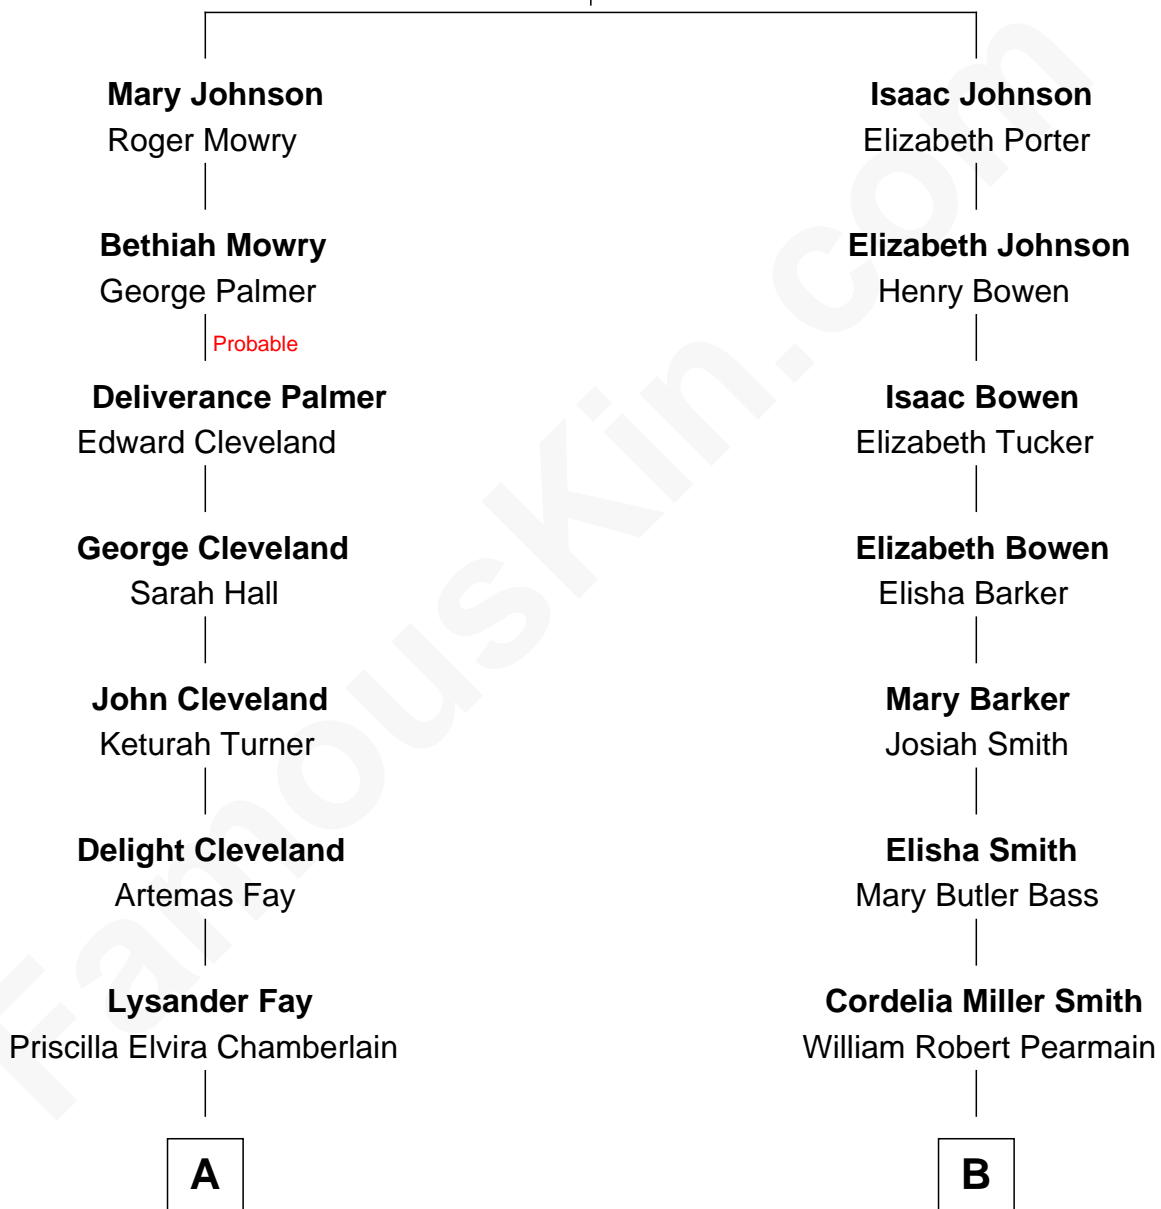 Mary Johnson
Roger Mowry
Isaac Johnson
Elizabeth Porter
Bethiah Mowry
George Palmer
Elizabeth Johnson
Henry Bowen
Probable
Deliverance Palmer
Edward Cleveland
Isaac Bowen
Elizabeth Tucker
George Cleveland
Sarah Hall
Elizabeth Bowen
Elisha Barker
John Cleveland
Keturah Turner
Mary Barker
Josiah Smith
Delight Cleveland
Artemas Fay
Elisha Smith
Mary Butler Bass
Lysander Fay
Priscilla Elvira Chamberlain
Cordelia Miller Smith
William Robert Pearmain
A
B
FamousKin.com